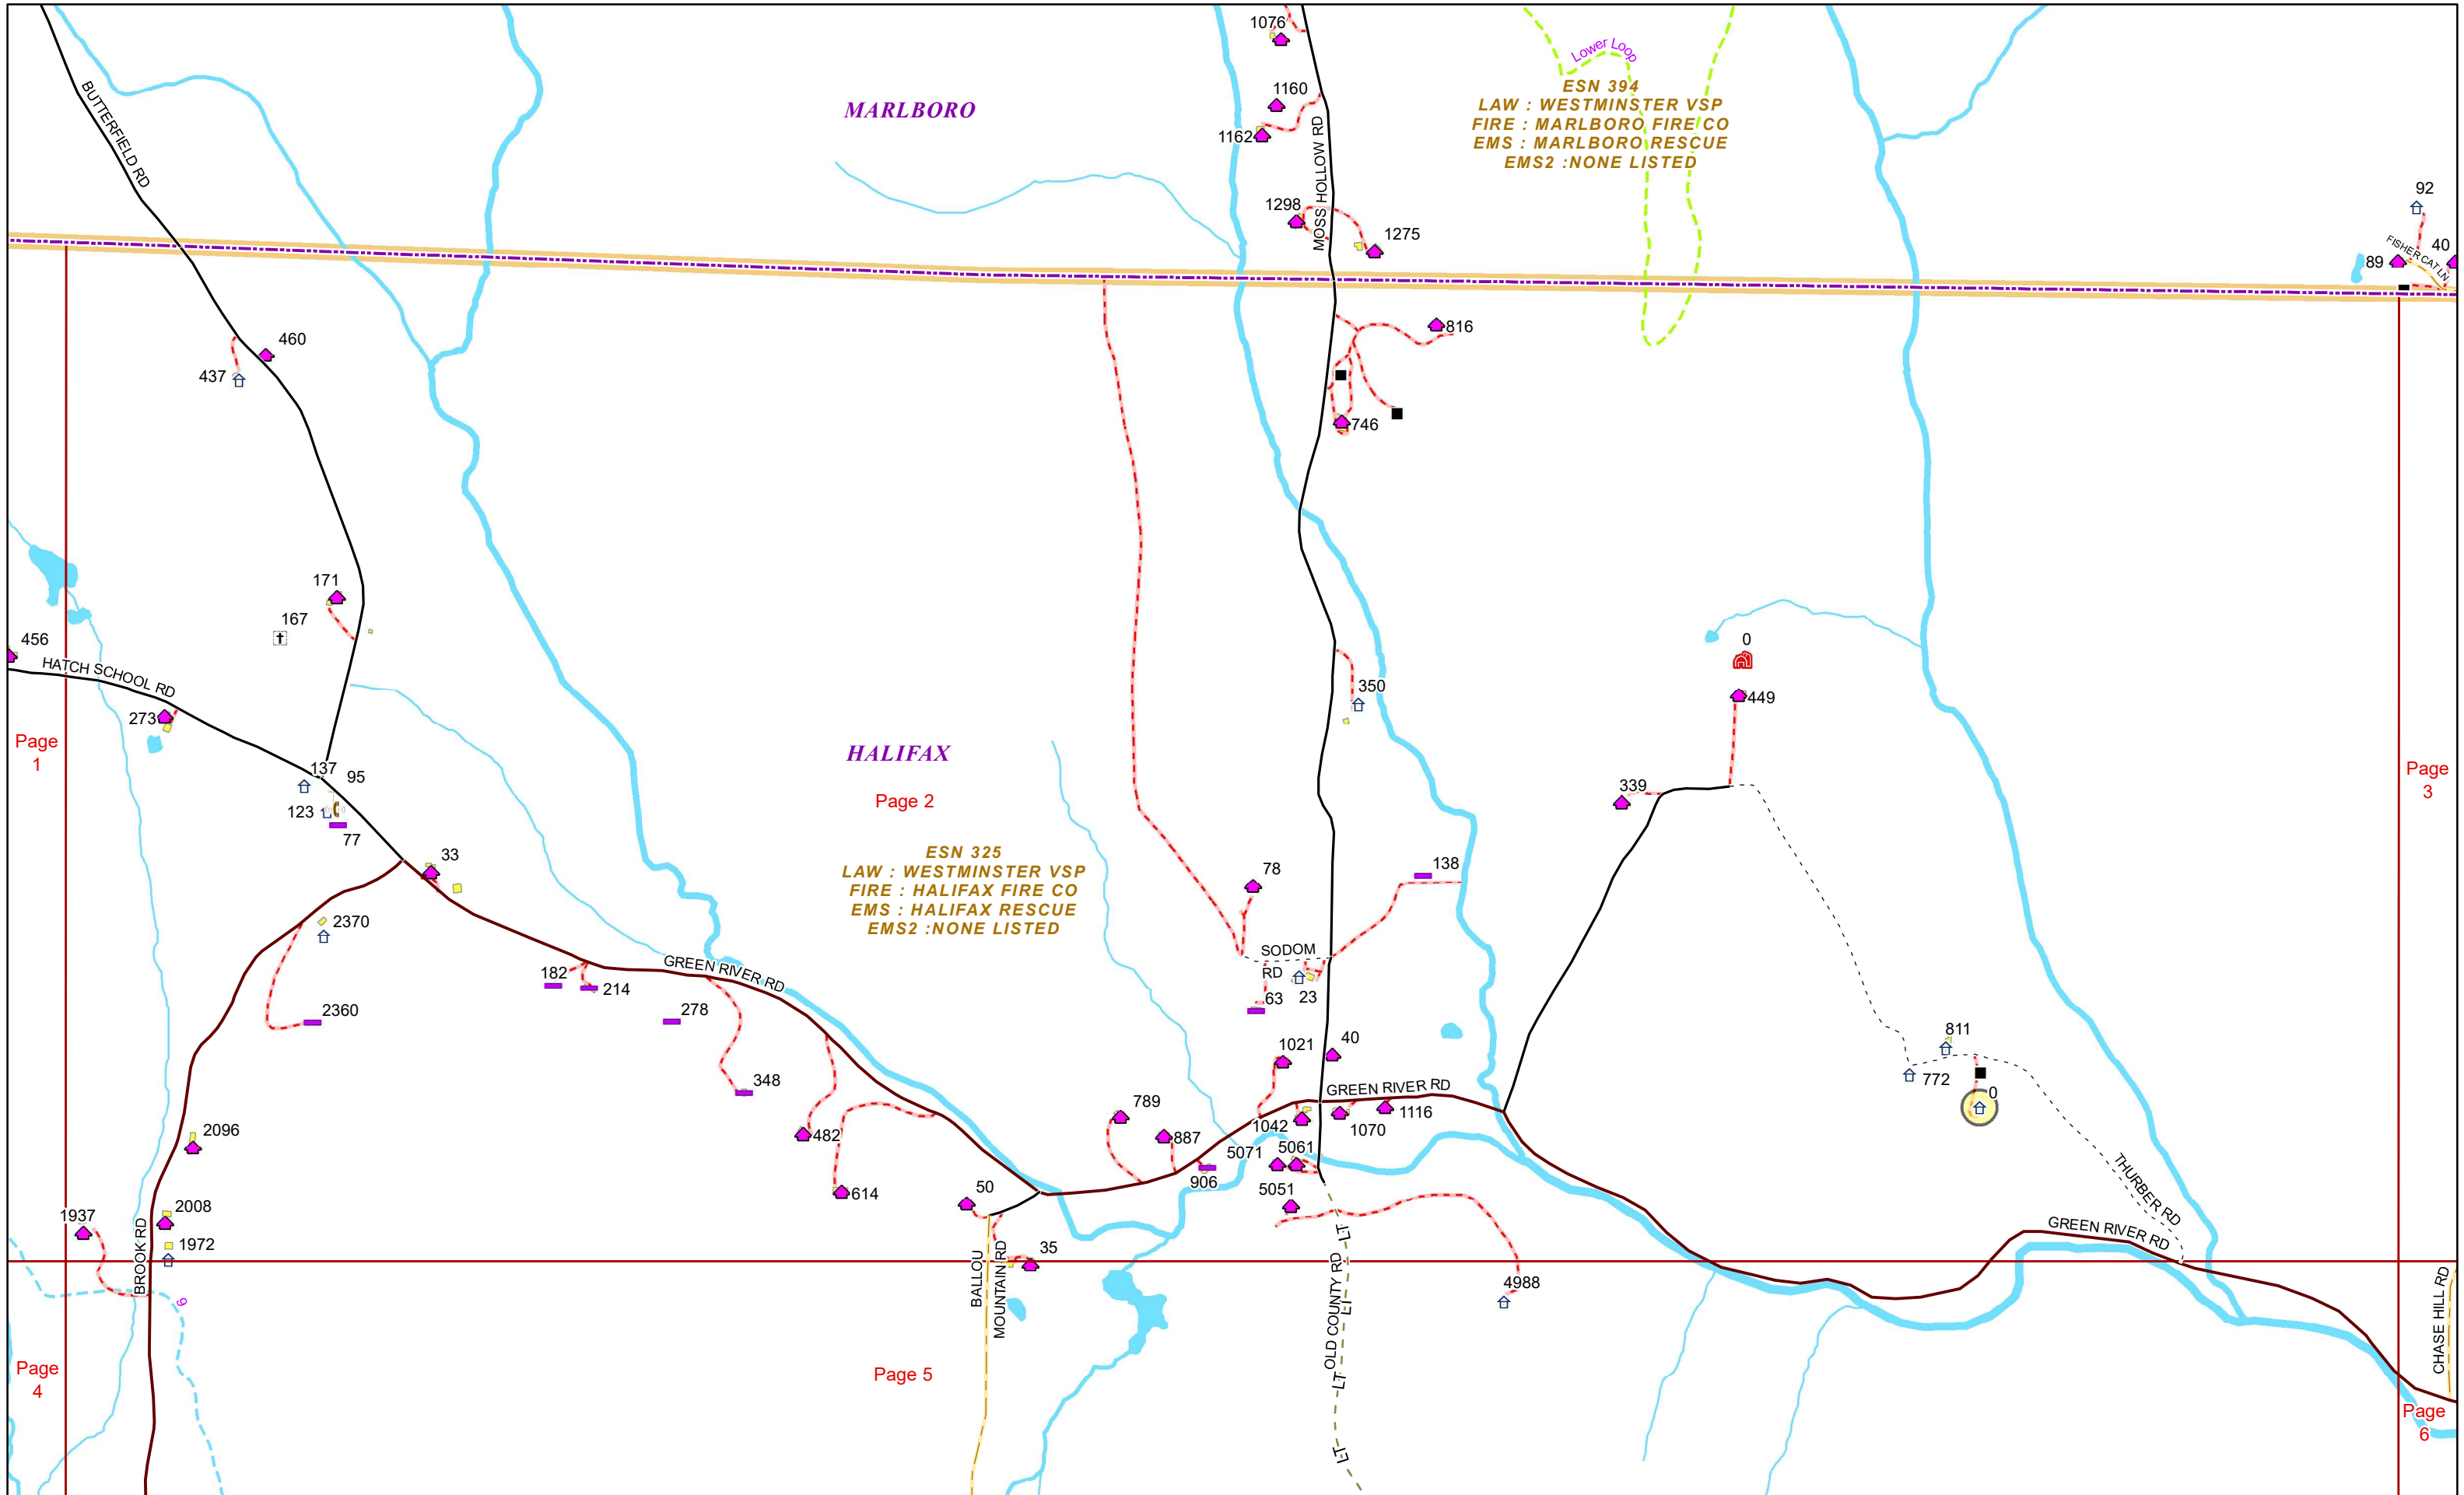 1076
Lower Loop
ESN 394
LAW : WESTMINSTER VSP
FIRE : MARLBORO FIRE CO
EMS : MARLBORO RESCUE
EMS2 :NONE LISTED
MARLBORO
1160
1162
BUTTERFIELD RD
MOSS HOLLOW RD
92
1298
1275
FISHER CAT LN
40
89
816
460
437
746
171
167
456
0
HATCH SCHOOL RD
350
449
273
Page
1
HALIFAX
Page
3
137
95
Page 2
339
123
77
ESN 325
LAW : WESTMINSTER VSP
FIRE : HALIFAX FIRE CO
EMS : HALIFAX RESCUE
EMS2 :NONE LISTED
33
78
138
2370
SODOM
RD
GREEN RIVER RD
182
214
63
23
278
2360
811
1021
40
348
GREEN RIVER RD
772
0
789
1116
482
887
1042
1070
2096
5071
5061
906
THURBER RD
50
614
5051
1937
2008
GREEN RIVER RD
1972
35
BROOK RD
BALLOU
MOUNTAIN RD
LT
OLD COUNTY RD
LT
4988
9
CHASE HILL RD
Page
4
Page 5
LT
Page
6
LT